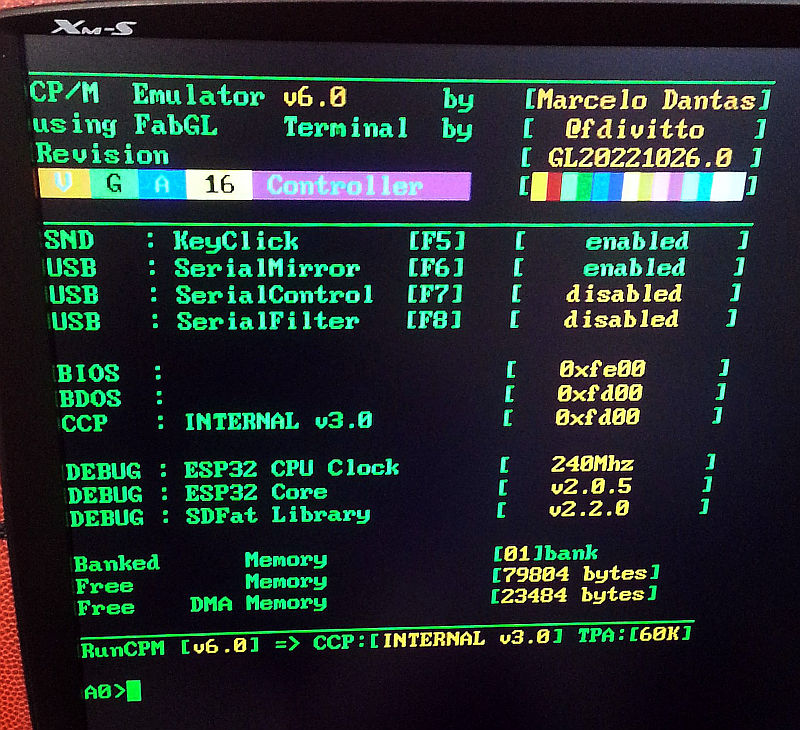 XM-S
CP/M Emulator v6.0 by [Marcelo Dantas]
using FabGL Terminal by [ @fdivitto ]
Revision [ GL20221026.0 ]
V G A 16 Controller [ ]
SND : KeyClick [F5] [ enabled ]
USB : SerialMirror [F6] [ enabled ]
USB : SerialControl [F7] [ disabled ]
USB : SerialFilter [F8] [ disabled ]
BIOS : [ 0xfe00 ]
BDOS : [ 0xfd00 ]
CCP : INTERNAL v3.0 [ 0xfd00 ]
DEBUG : ESP32 CPU Clock [ 240Mhz ]
DEBUG : ESP32 Core [ v2.0.5 ]
DEBUG : SDFat Library [ v2.2.0 ]
Banked Memory [01]bank
Free Memory [79804 bytes]
Free DMA Memory [23484 bytes]
RunCPM [v6.0] => CCP:[INTERNAL v3.0] TPA:[60K]
A0>